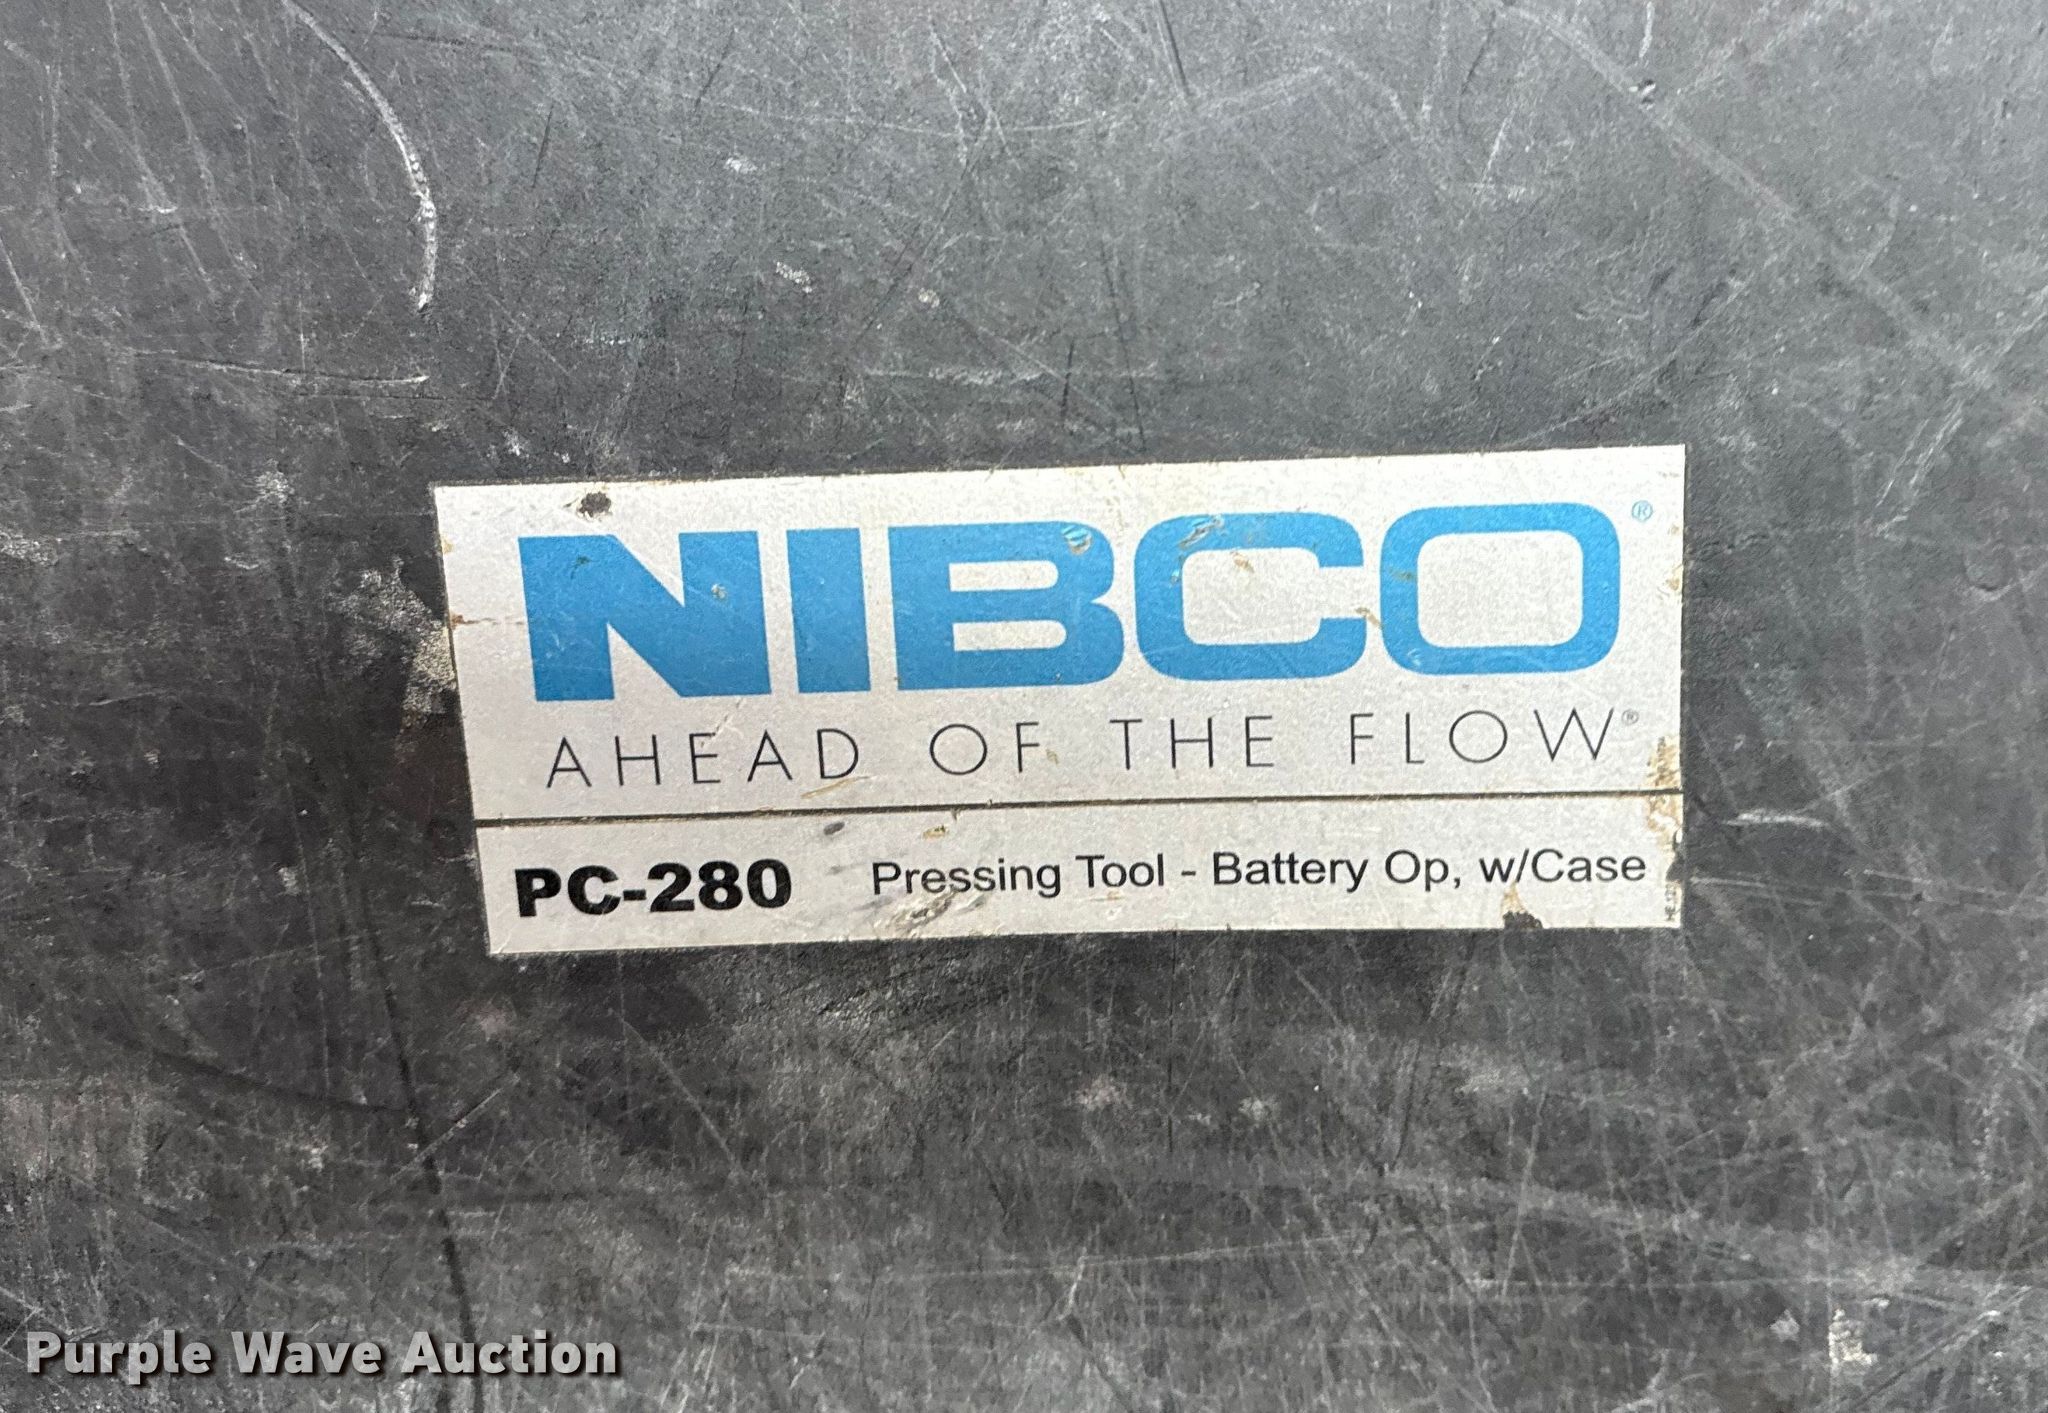 NIBCO®
AHEAD OF THE FLOW®
PC-280 Pressing Tool - Battery Op, w/Case
Purple Wave Auction